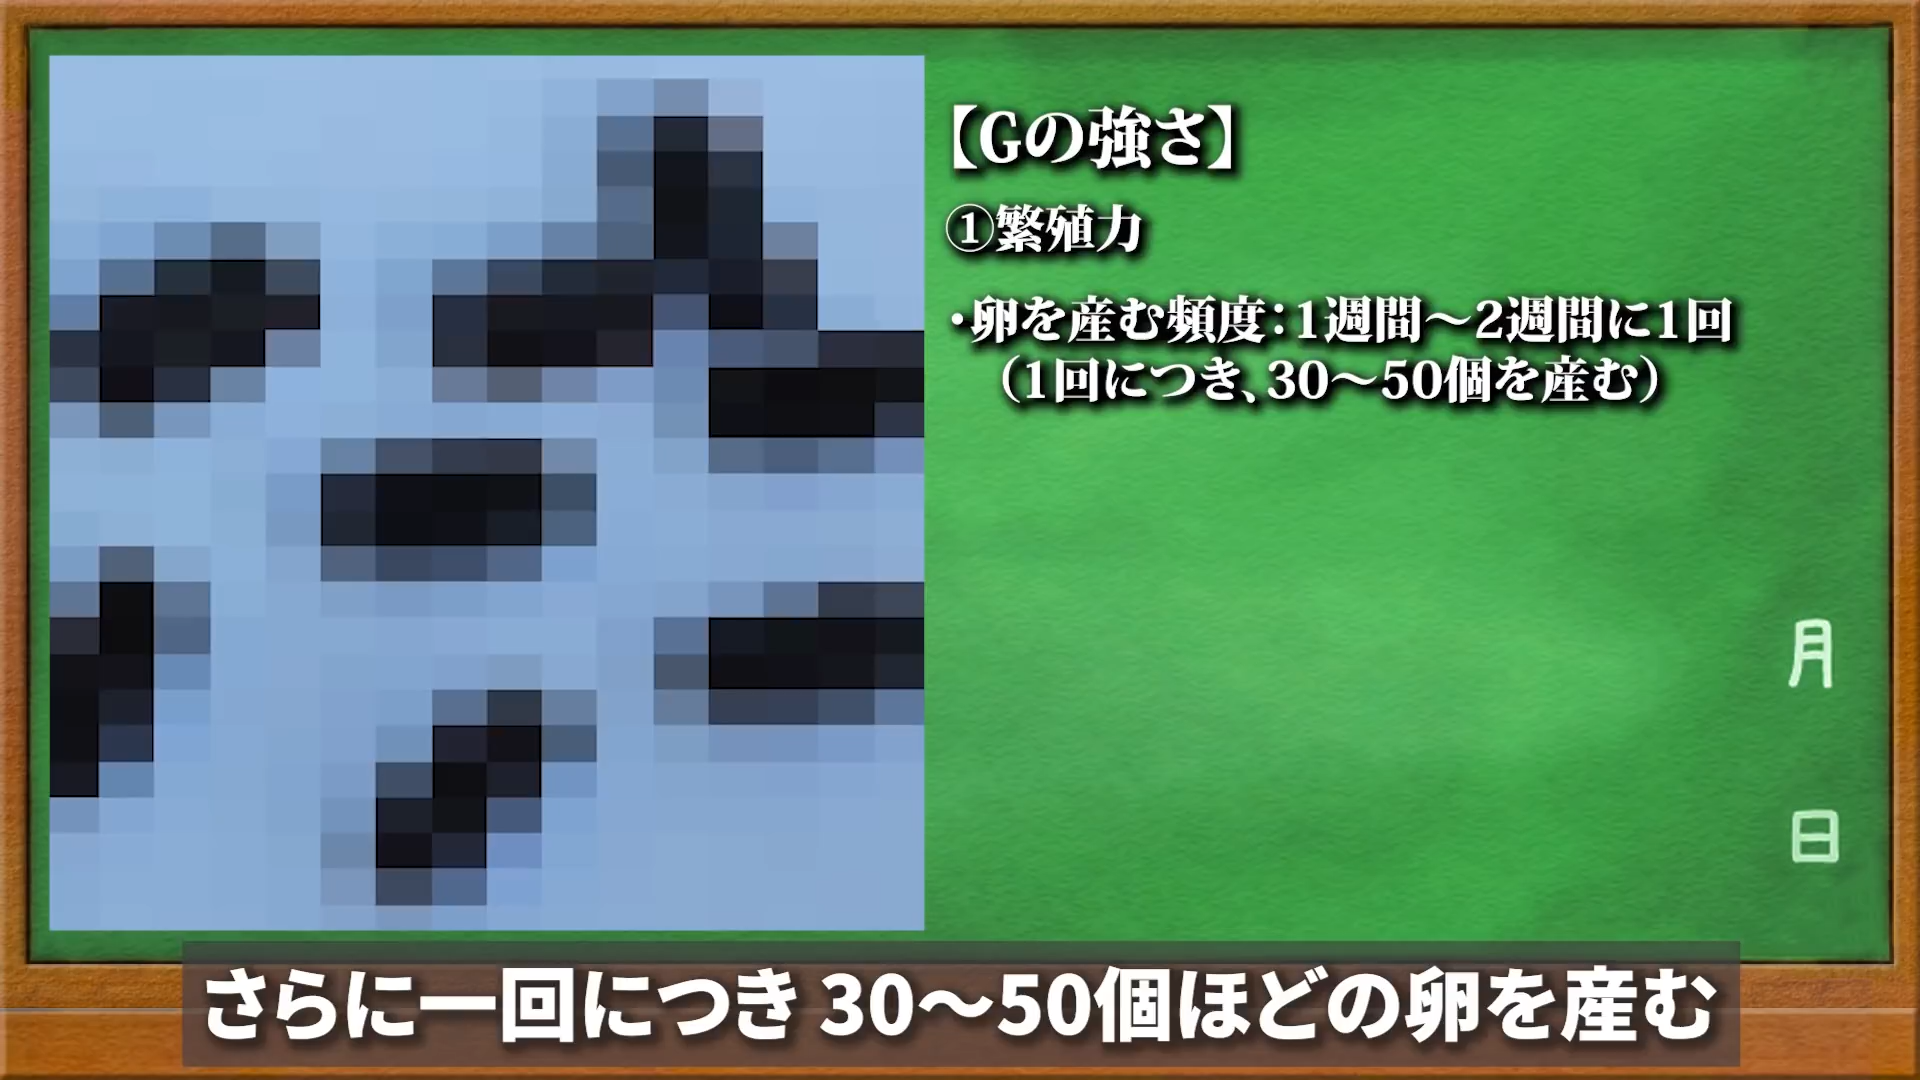 【Gの強さ】
①繁殖力
・卵を産む頻度：1週間～2週間に1回
（1回につき、30～50個を産む）
月
日
さらに一回につき 30～50個ほどの卵を産む